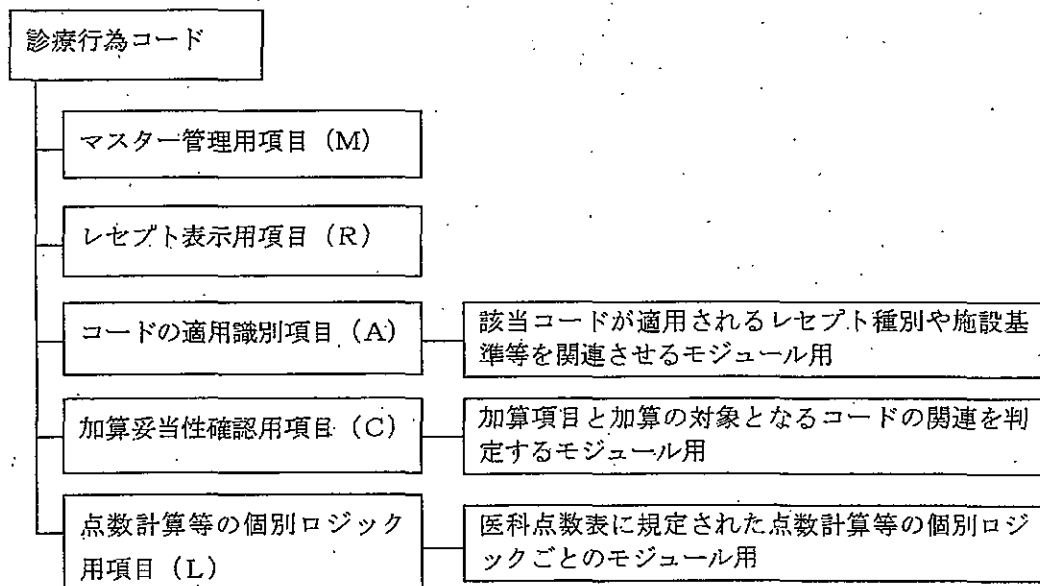 診療行為コード
マスター管理用項目（M）
レセプト表示用項目（R）
コードの適用識別項目（A）
該当コードが適用されるレセプト種別や施設基
準等を関連させるモジュール用
加算妥当性確認用項目（C）
加算項目と加算の対象となるコードの関連を判
定するモジュール用
点数計算等の個別ロジック
用項目（L）
医科点数表に規定された点数計算等の個別ロジ
ックごとのモジュール用